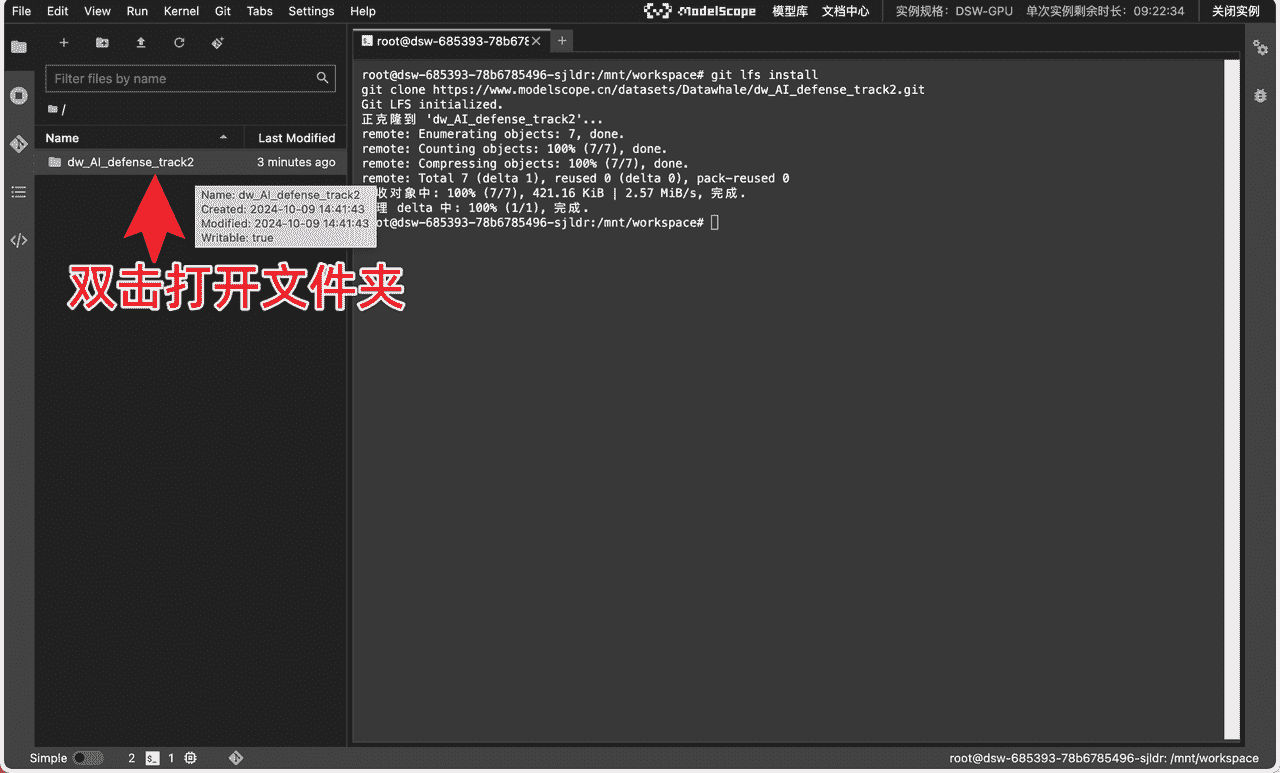 File Edit View Run Kernel Git Tabs Settings Help
ModelScope 模型库 文档中心 实例规格：DSW-GPU 单次实例剩余时长：09:22:34 关闭实例
root@dsw-685393-78b678
Filter files by name
/
Name Last Modified
dw_AI_defense_track2 3 minutes ago
Name: dw_AI_defense_track2
Created: 2024-10-09 14:41:43
Modified: 2024-10-09 14:41:43
Writable: true
双击打开文件夹
root@dsw-685393-78b6785496-sjldr:/mnt/workspace# git lfs install
git clone https://www.modelscope.cn/datasets/Datawhale/dw_AI_defense_track2.git
Git LFS initialized.
正克隆到 'dw_AI_defense_track2'...
remote: Enumerating objects: 7, done.
remote: Counting objects: 100% (7/7), done.
remote: Compressing objects: 100% (7/7), done.
remote: Total 7 (delta 1), reused 0 (delta 0), pack-reused 0
收对象中: 100% (7/7), 421.16 KiB | 2.57 MiB/s, 完成.
理 delta 中: 100% (1/1), 完成.
ot@dsw-685393-78b6785496-sjldr:/mnt/workspace#
Simple 2 1
root@dsw-685393-78b6785496-sjldr: /mnt/workspace